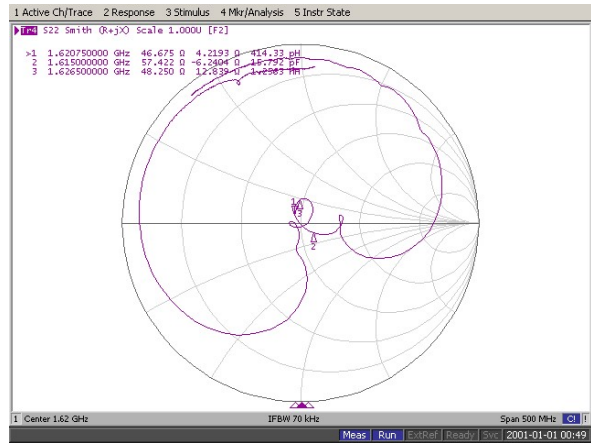 1 Active Ch/Trace 2 Response 3 Stimulus 4 Mkr/Analysis 5 Instr State
Tr4 S22 Smith (R+jX) Scale 1.000U [F2]
>1 1.620750000 GHz 46.675 Ω 4.2193 Ω 414.33 pH
2 1.615000000 GHz 57.422 Ω -6.2404 Ω 15.792 pF
3 1.626500000 GHz 48.250 Ω 12.839 Ω
1
3
2
1 Center 1.62 GHz IFBW 70 kHz Span 500 MHz C! !
Meas Run ExtRef Ready Svc 2001-01-01 00:49